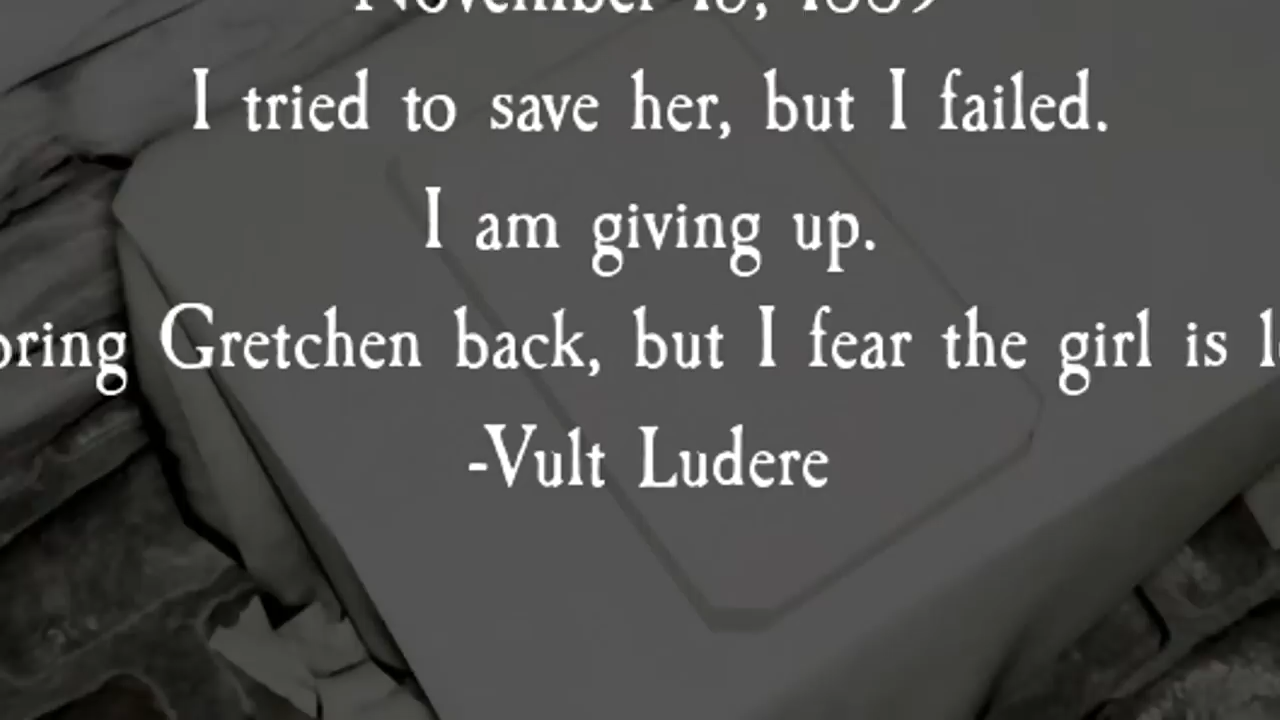 November
I tried to save her, but I failed.
I am giving up.
Gretchen back, but I fear the girl is
-Vult Ludere